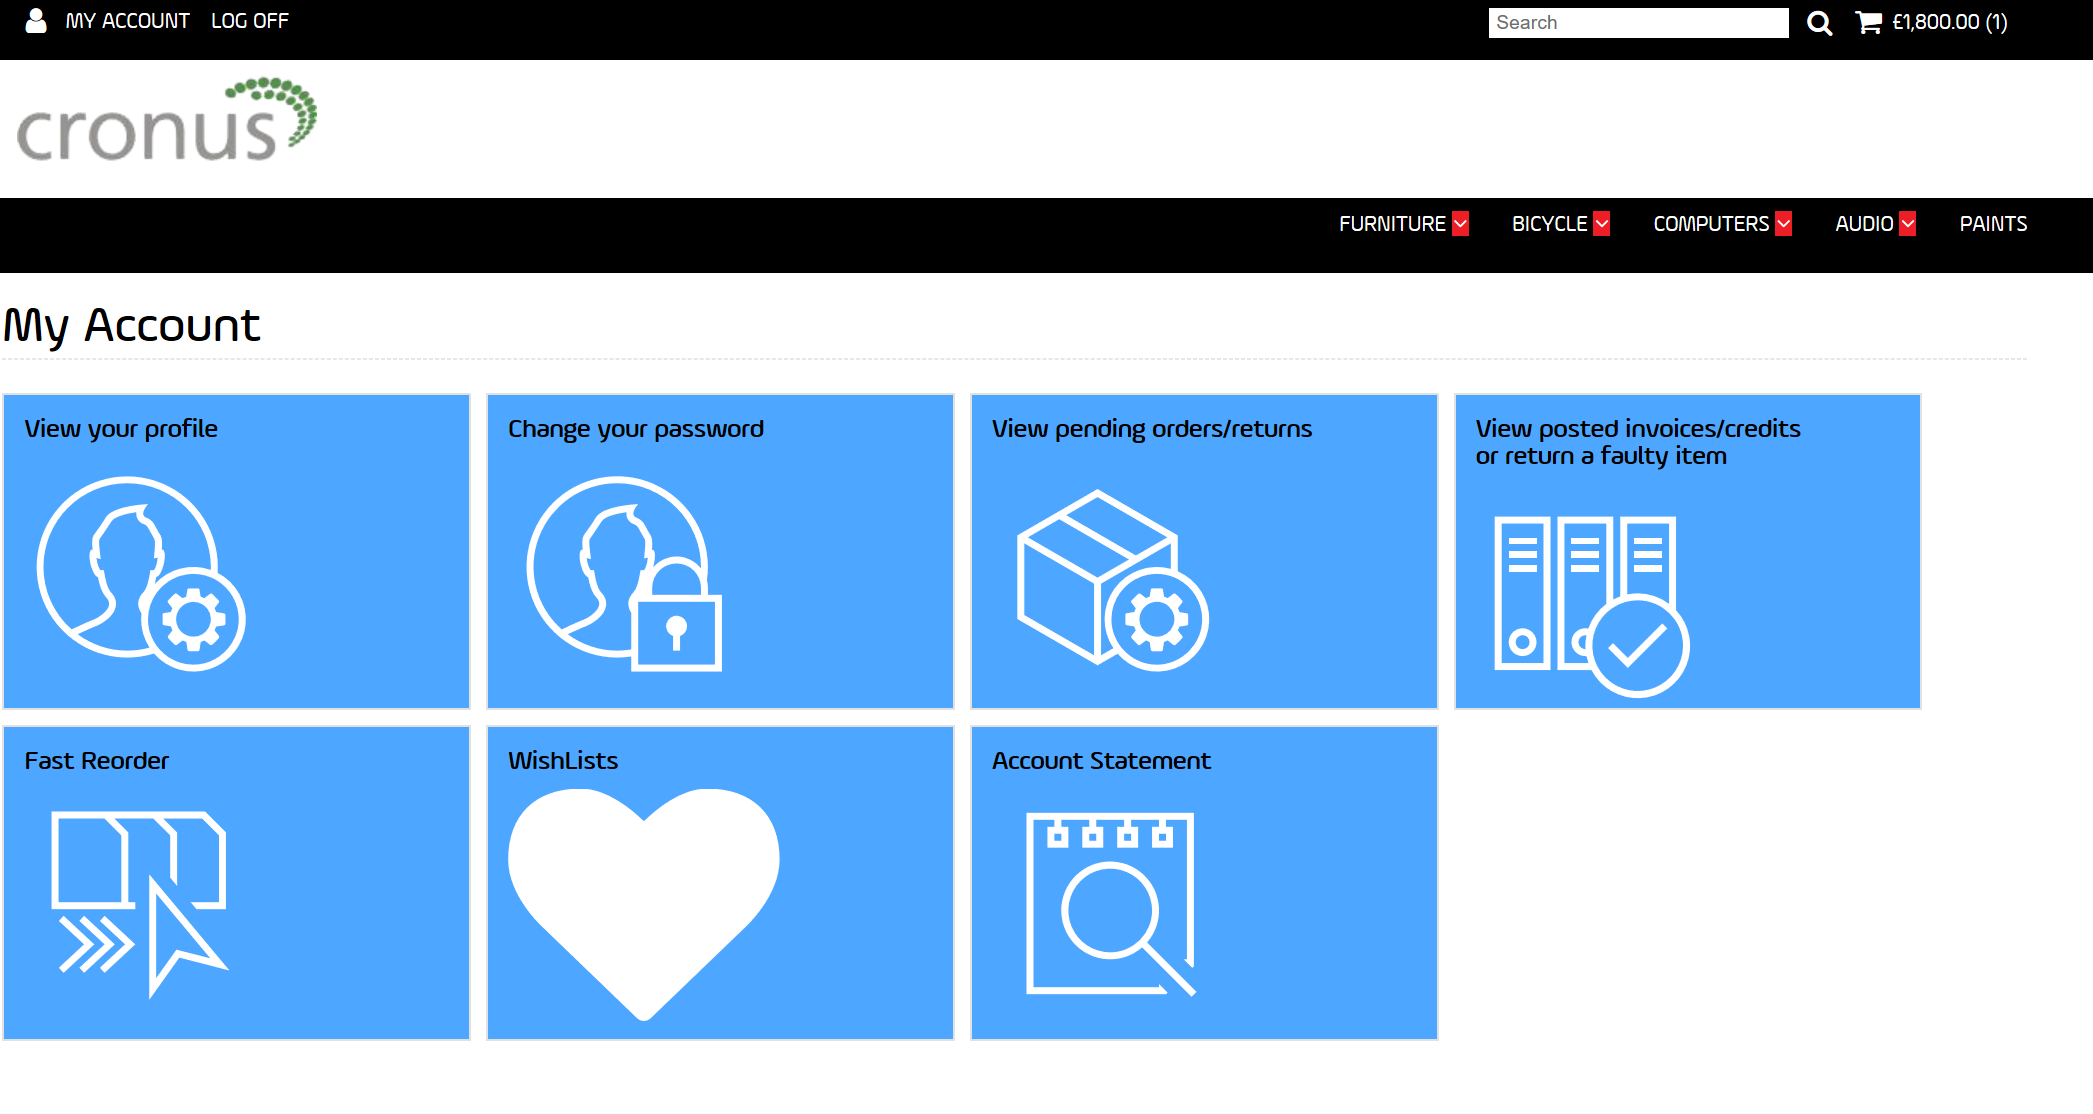 MY ACCOUNT LOG OFF Search £1,800.00 (1)
cronus
FURNITURE BICYCLE COMPUTERS AUDIO PAINTS
My Account
View your profile
Change your password
View pending orders/returns
View posted invoices/credits
or return a faulty item
Fast Reorder
WishLists
Account Statement